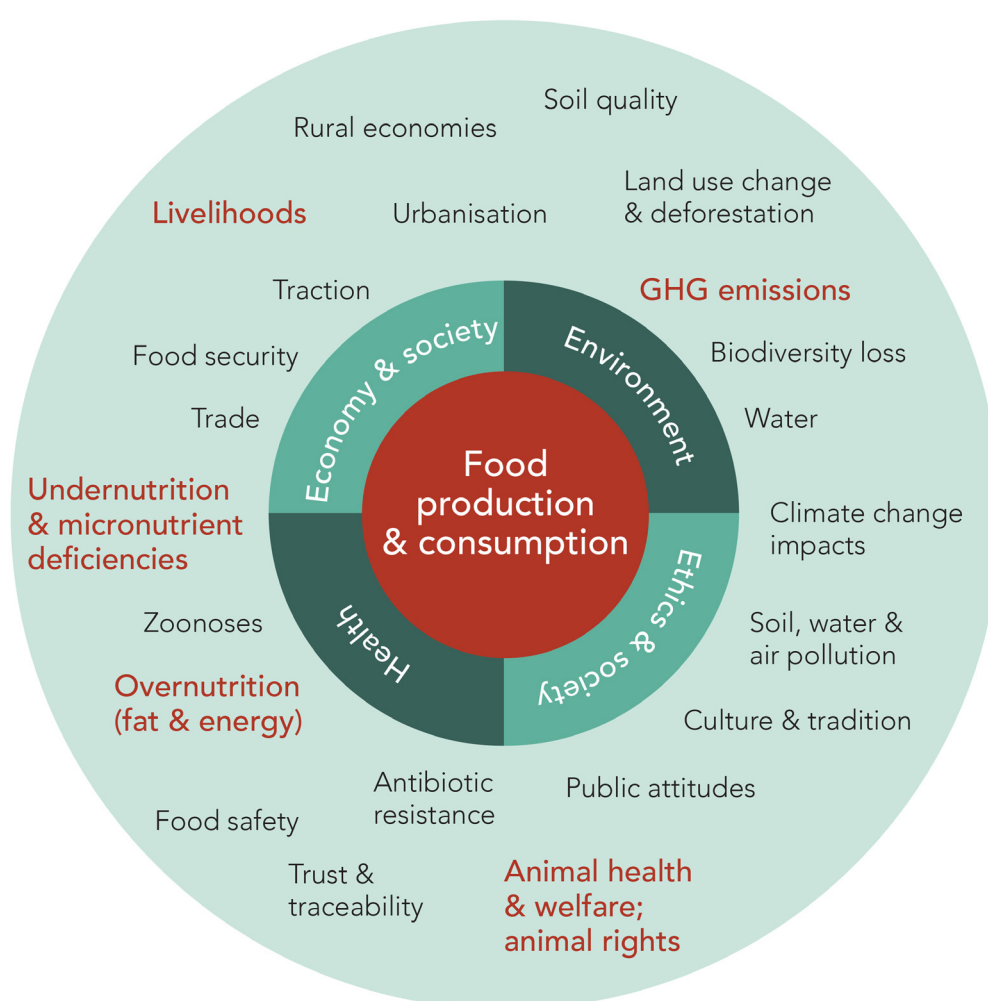 Soil quality
Rural economies
Land use change
& deforestation
Livelihoods
Urbanisation
Traction
GHG emissions
Food security
Biodiversity loss
Trade
Water
Economy & society
Environment
Food
production
& consumption
Undernutrition
& micronutrient
deficiencies
Climate change
impacts
Health
Ethics & society
Zoonoses
Soil, water &
air pollution
Overnutrition
(fat & energy)
Culture & tradition
Antibiotic
resistance
Public attitudes
Food safety
Trust &
traceability
Animal health
& welfare;
animal rights